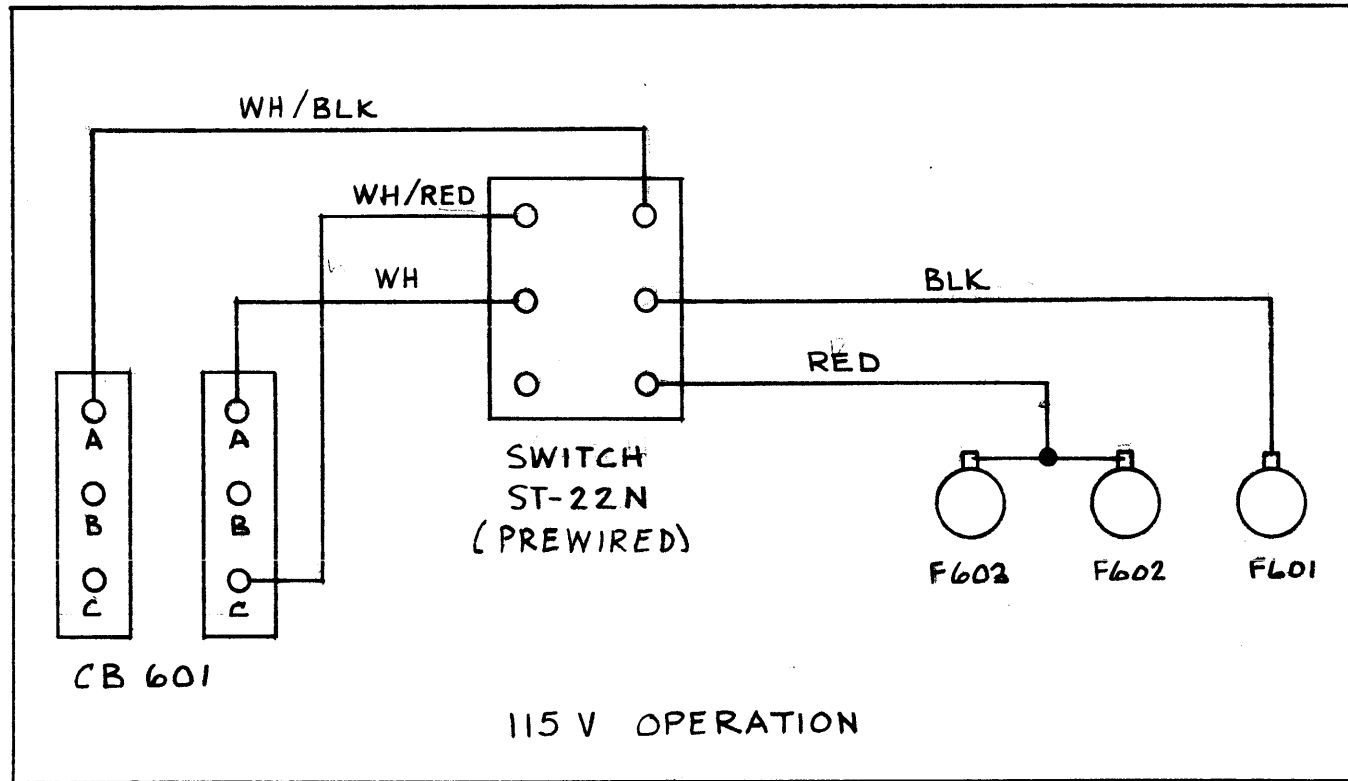 WH/BLK
WH/RED
WH
BLK
RED
A
B
C
A
B
C
CB 601
SWITCH
ST-22N
(PREWIRED)
F603
F602
F601
115 V OPERATION